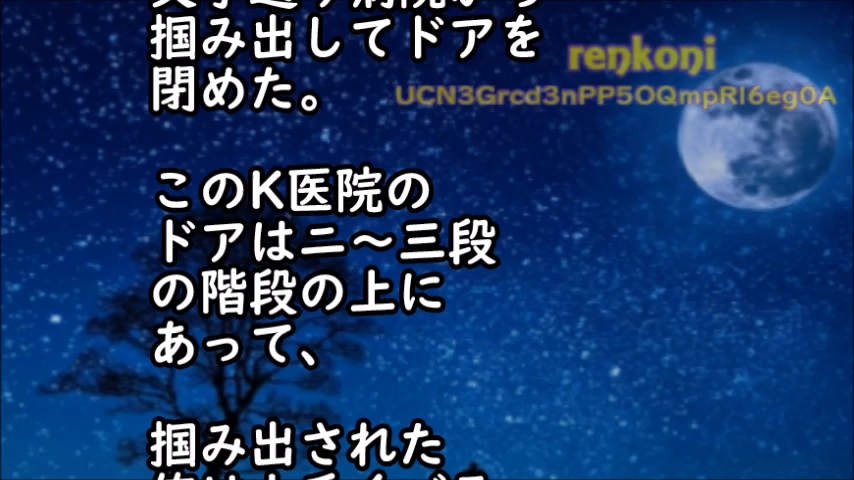 掴み出してドアを
閉めた。
このK医院の
ドアは二～三段
の階段の上に
あって、
掴み出された
renkoni
UCN3Grcd3nPP5OQmpRI6eg0A